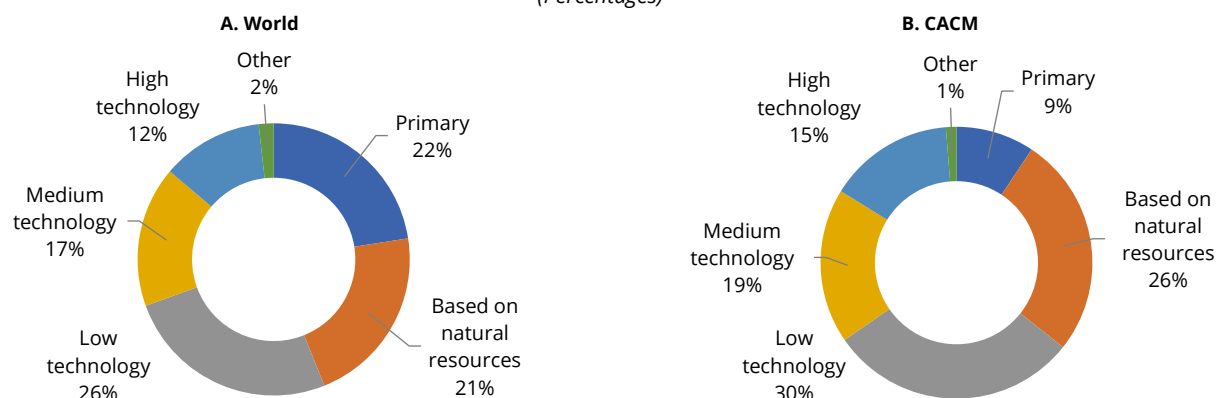 (Percentages)
A. World
Other
2%
High
technology
12%
Primary
22%
Medium
technology
17%
Based on
natural
resources
21%
Low
technology
26%
B. CACM
Other
1%
Primary
9%
High
technology
15%
Based on
natural
resources
26%
Medium
technology
19%
Low
technology
30%